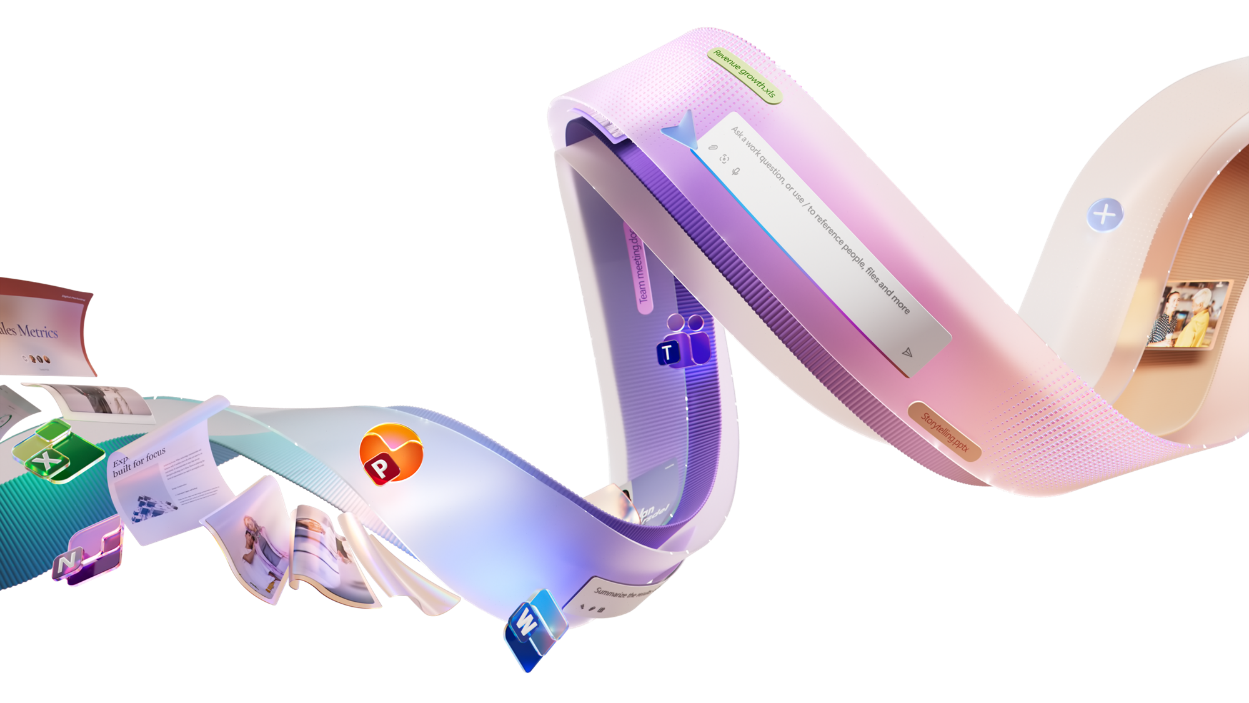 Revenue growth.xls
Ask a work question, or use / to reference people, files and more
Team meeting.do
T
ales Metrics
Storytelling.pptx
X
P
Exp
built for focus
N
W
Summarize the